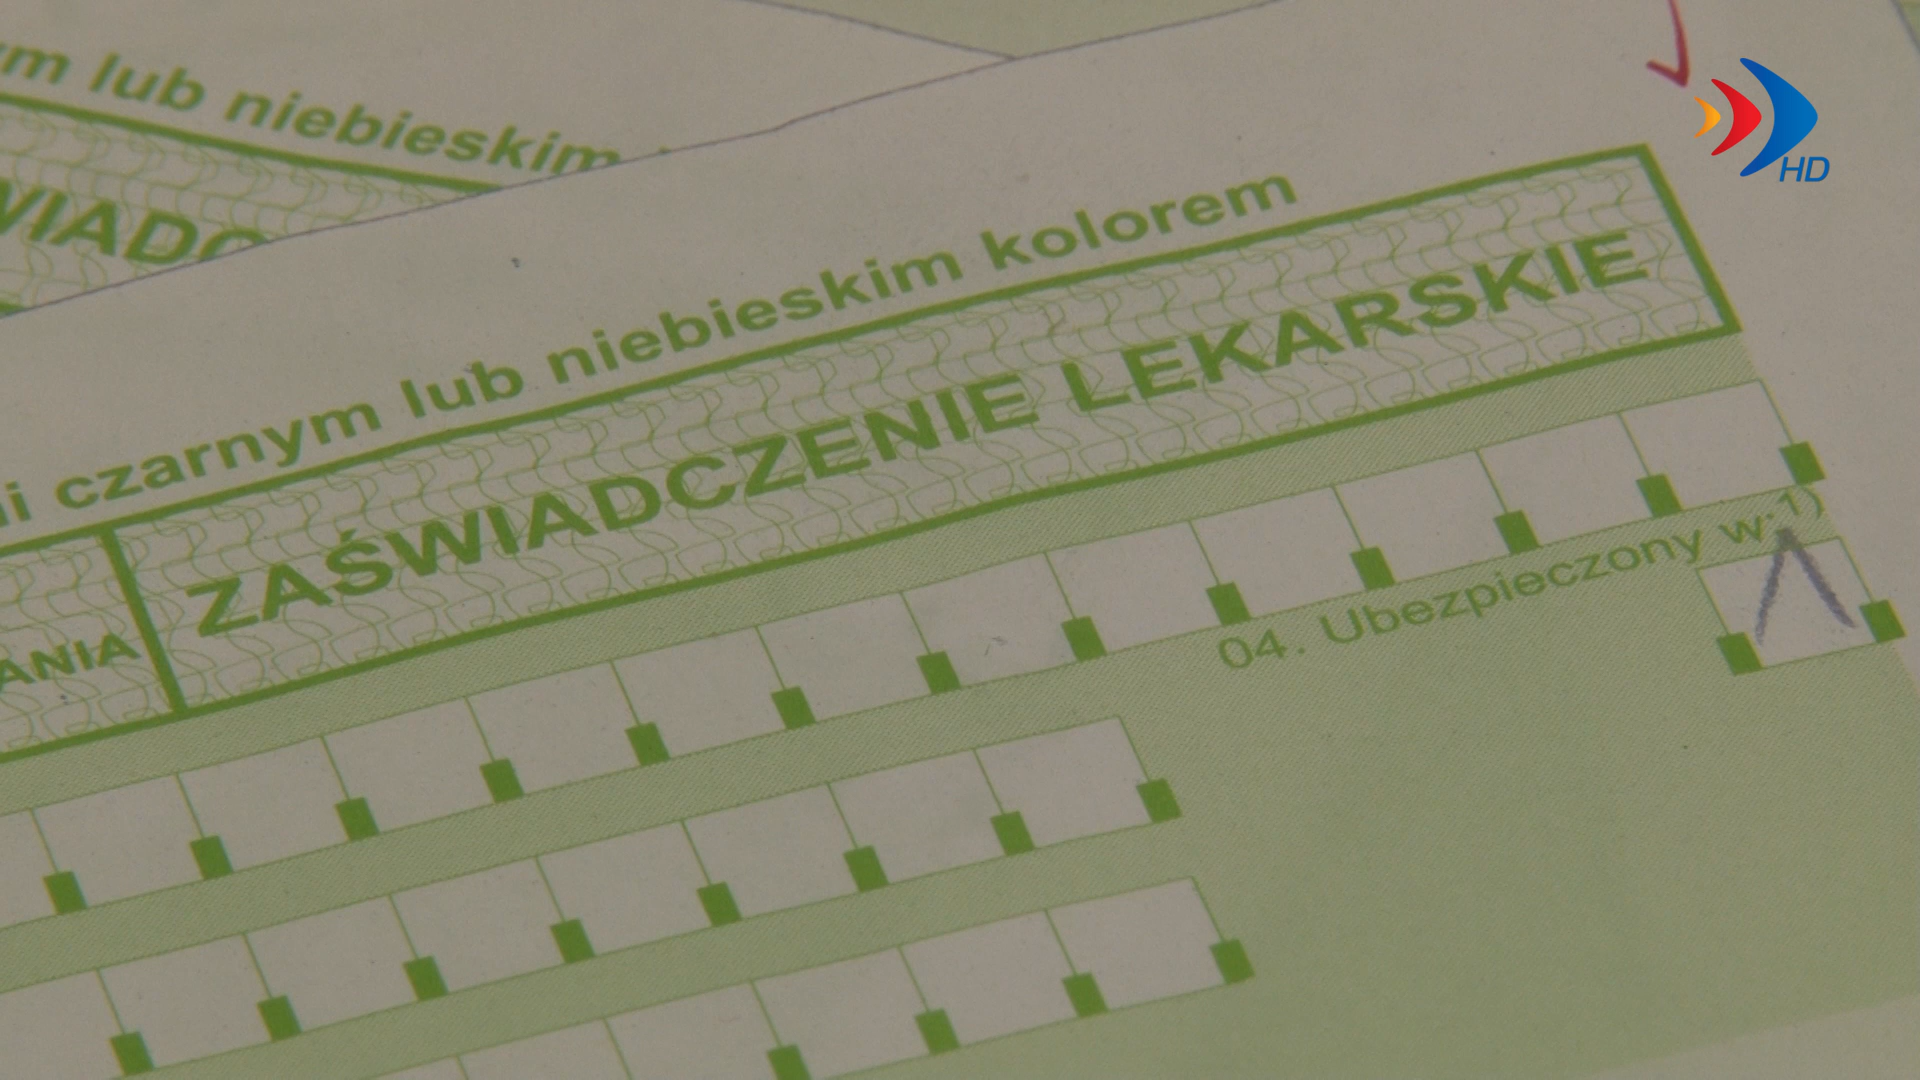 m lub niebieskim
WIADC
HD
i czarnym lub niebieskim kolorem
ANIA
ZAŚWIADCZENIE LEKARSKIE
04. Ubezpieczony w 1)